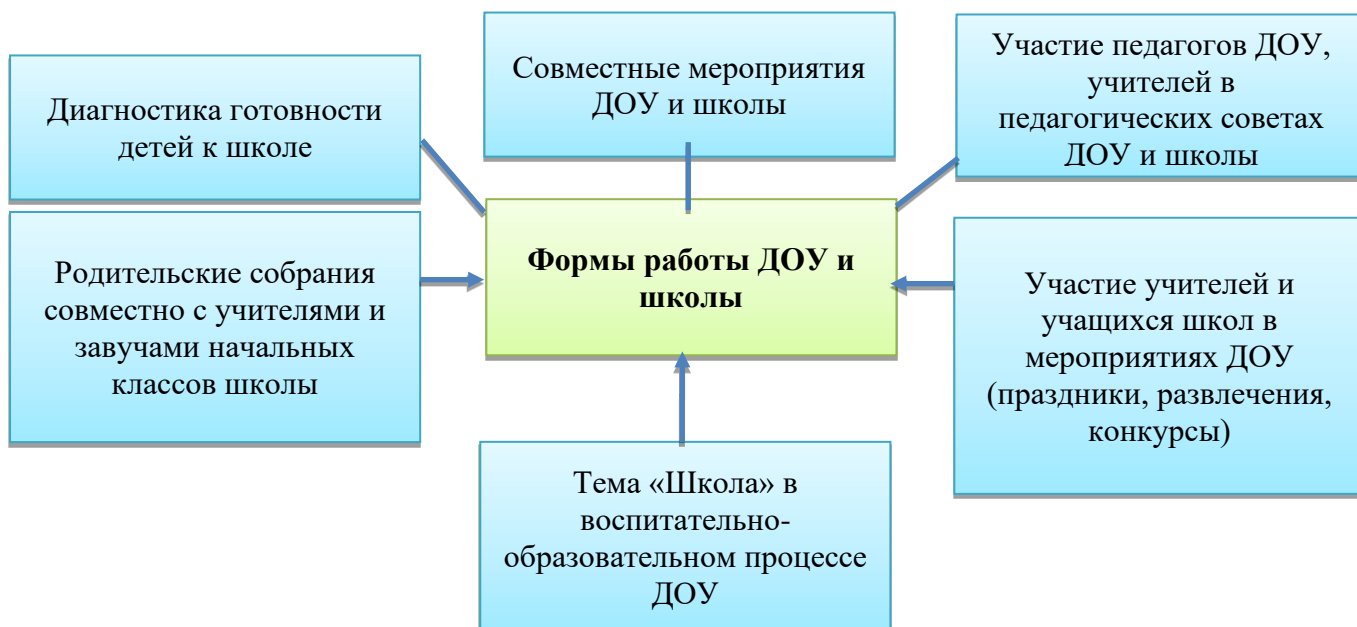 Диагностика готовности
детей к школе
Совместные мероприятия
ДОУ и школы
Участие педагогов ДОУ,
учителей в
педагогических советах
ДОУ и школы
Родительские собрания
совместно с учителями и
завучами начальных
классов школы
Формы работы ДОУ и
школы
Участие учителей и
учащихся школ в
мероприятиях ДОУ
(праздники, развлечения,
конкурсы)
Тема «Школа» в
воспитательно-
образовательном процессе
ДОУ